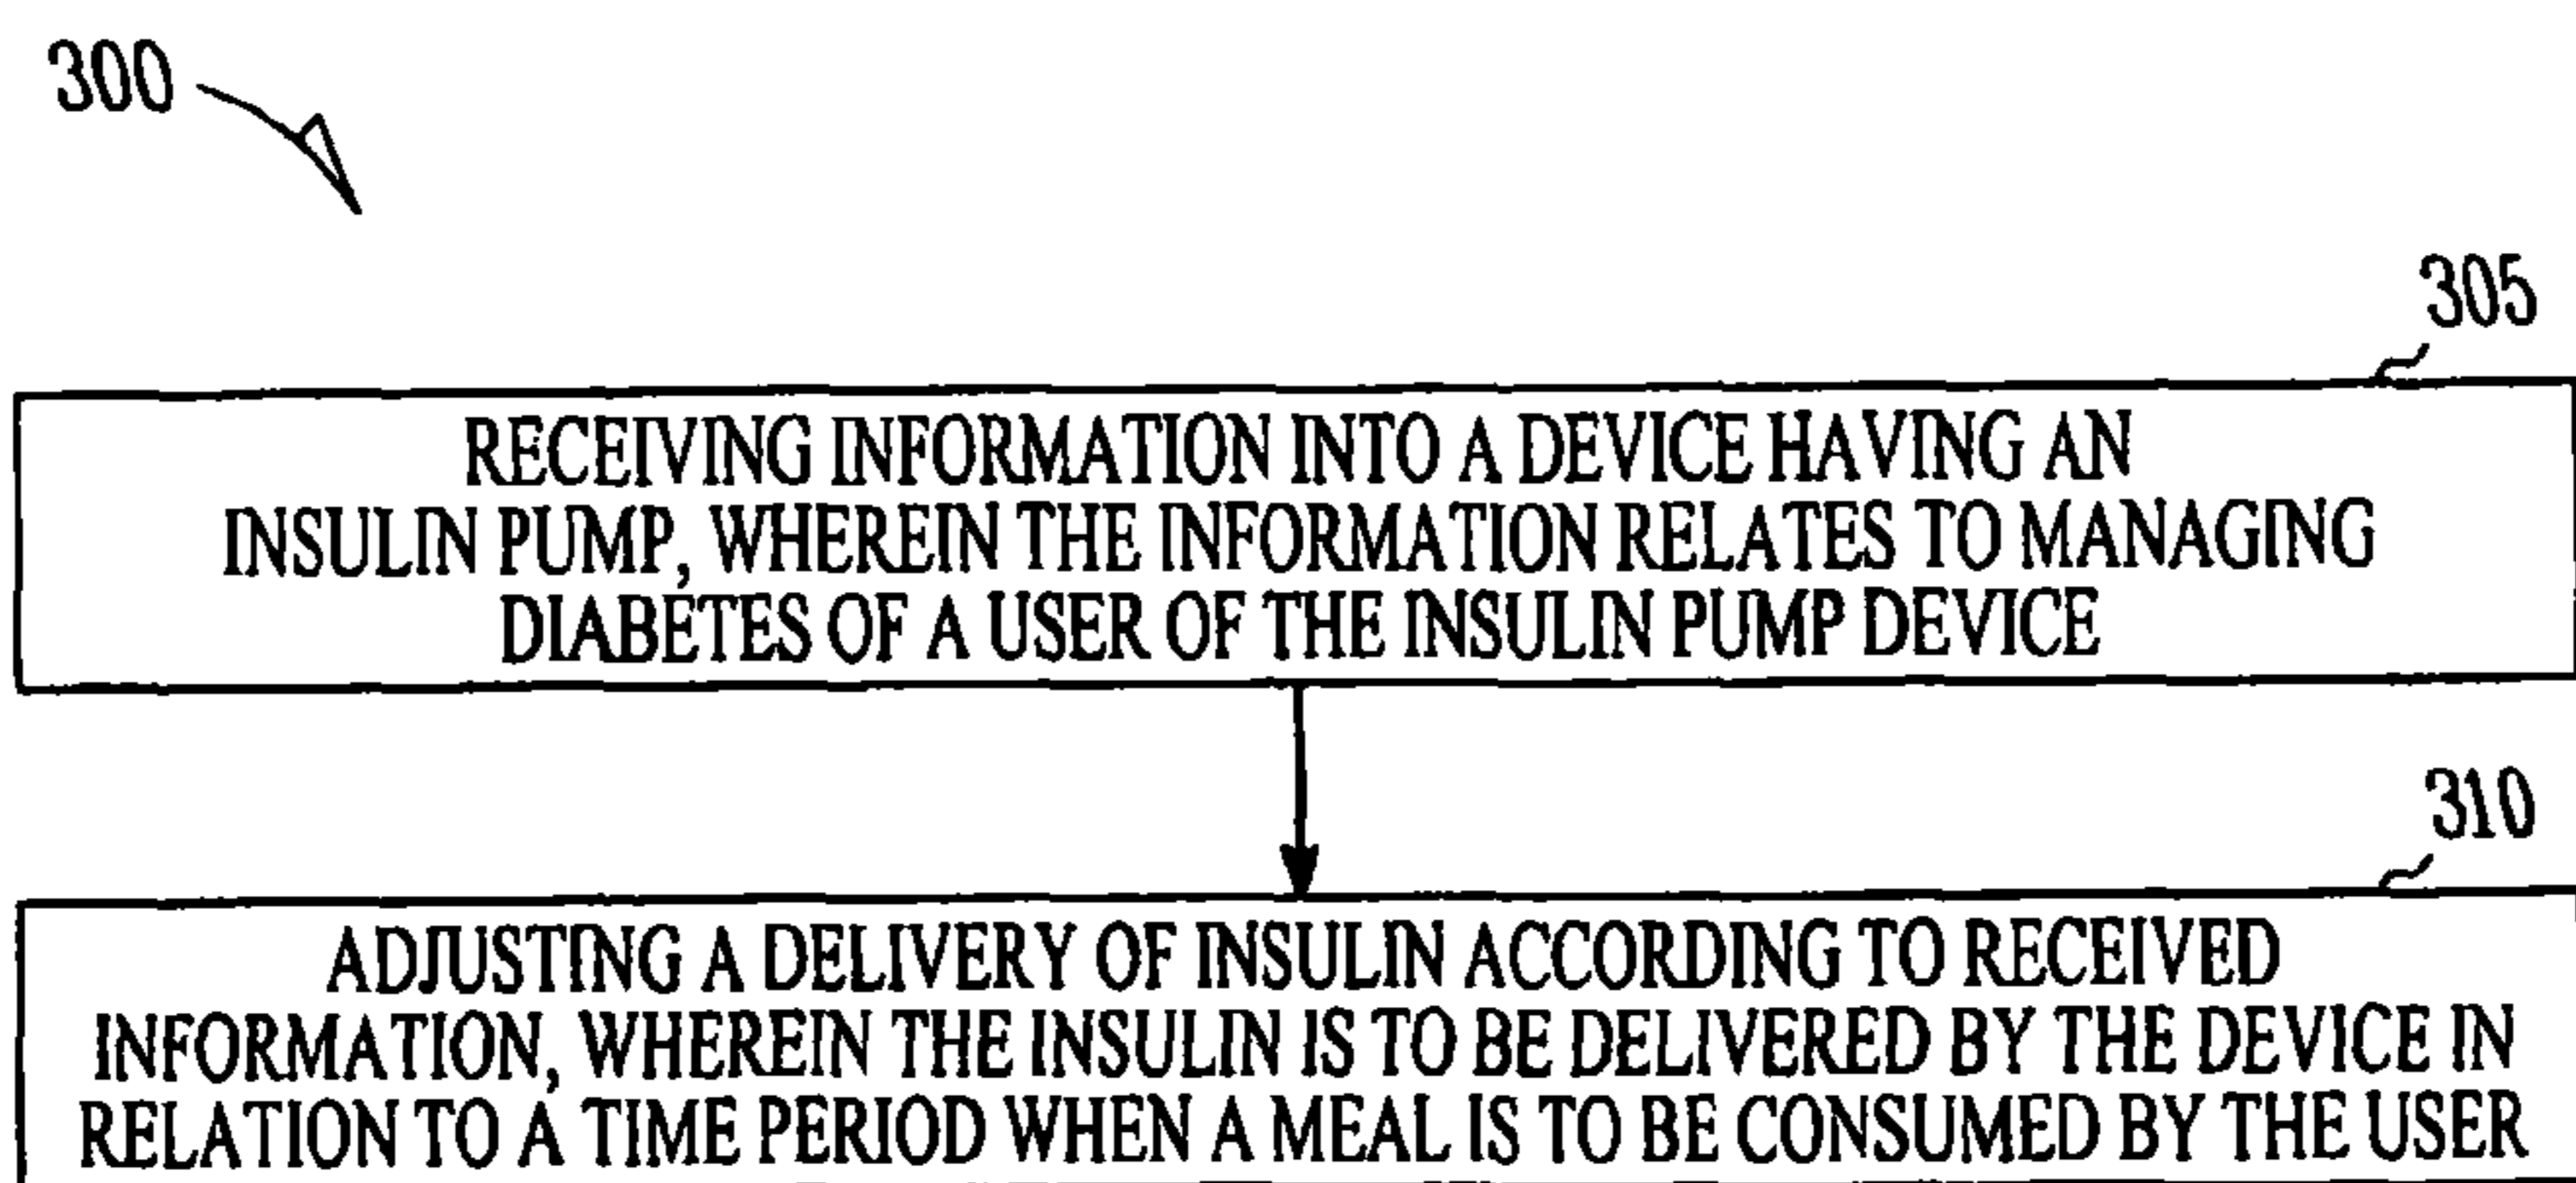 300
305
RECEIVING INFORMATION INTO A DEVICE HAVING AN
INSULIN PUMP, WHEREIN THE INFORMATION RELATES TO MANAGING
DIABETES OF A USER OF THE INSULIN PUMP DEVICE
310
ADJUSTING A DELIVERY OF INSULIN ACCORDING TO RECEIVED
INFORMATION, WHEREIN THE INSULIN IS TO BE DELIVERED BY THE DEVICE IN
RELATION TO A TIME PERIOD WHEN A MEAL IS TO BE CONSUMED BY THE USER